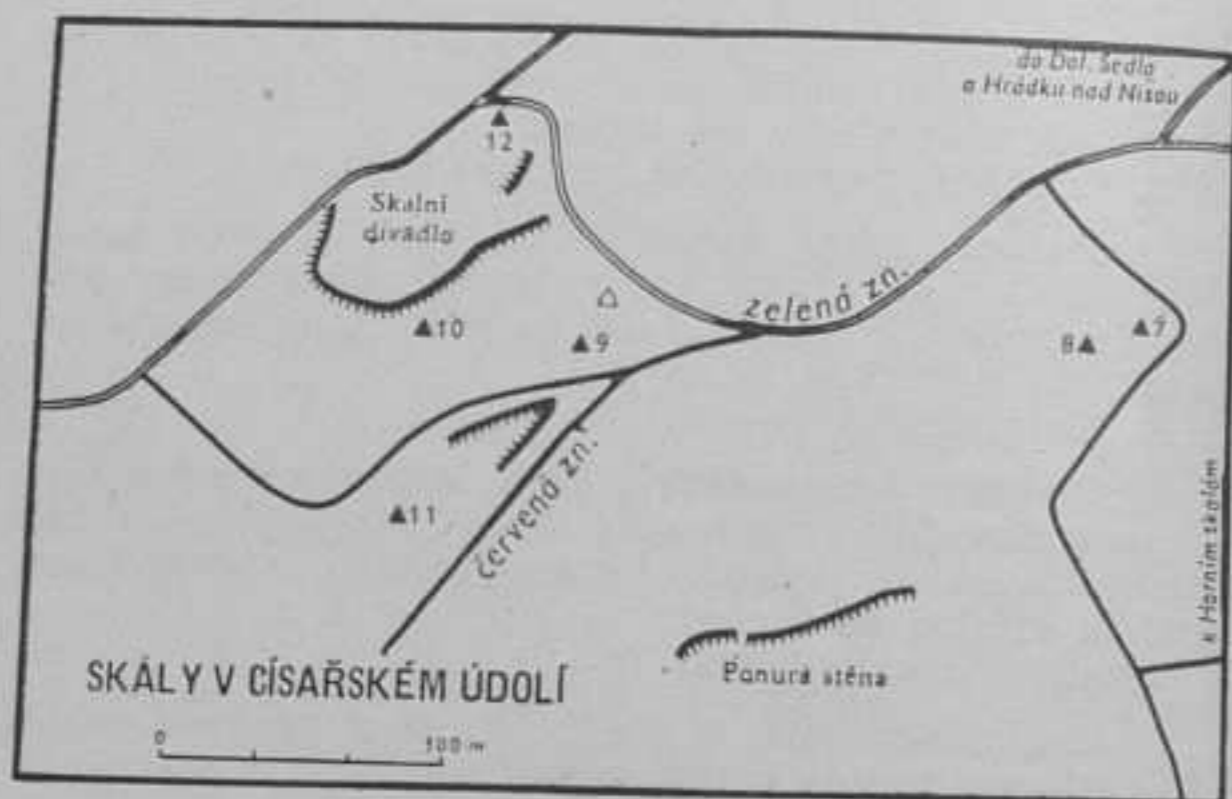 do Dol. Sedla
a Hrádku nad Nisou
12
Skalní
divadlo
zelená zn.
10
9
8
7
11
červená zn.
k Horním skalám
Ponurá stěna
SKÁLY V CÍSAŘSKÉM ÚDOLÍ
0
100 m